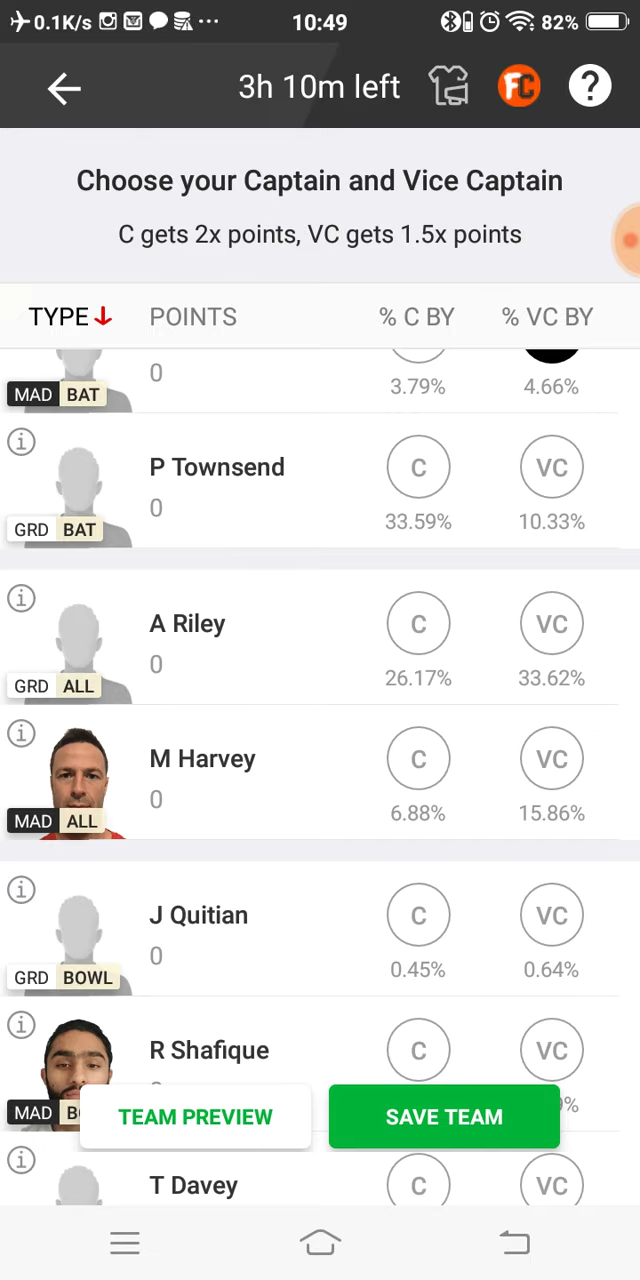 0.1K/s 10:49 82%
3h 10m left FC ?
Choose your Captain and Vice Captain
C gets 2x points, VC gets 1.5x points
TYPE POINTS % C BY % VC BY
0
MAD BAT 3.79% 4.66%
P Townsend C VC
0
GRD BAT 33.59% 10.33%
A Riley C VC
0
GRD ALL 26.17% 33.62%
M Harvey C VC
0
MAD ALL 6.88% 15.86%
J Quitian C VC
0
GRD BOWL 0.45% 0.64%
R Shafique C VC
MAD
TEAM PREVIEW SAVE TEAM
T Davey C VC